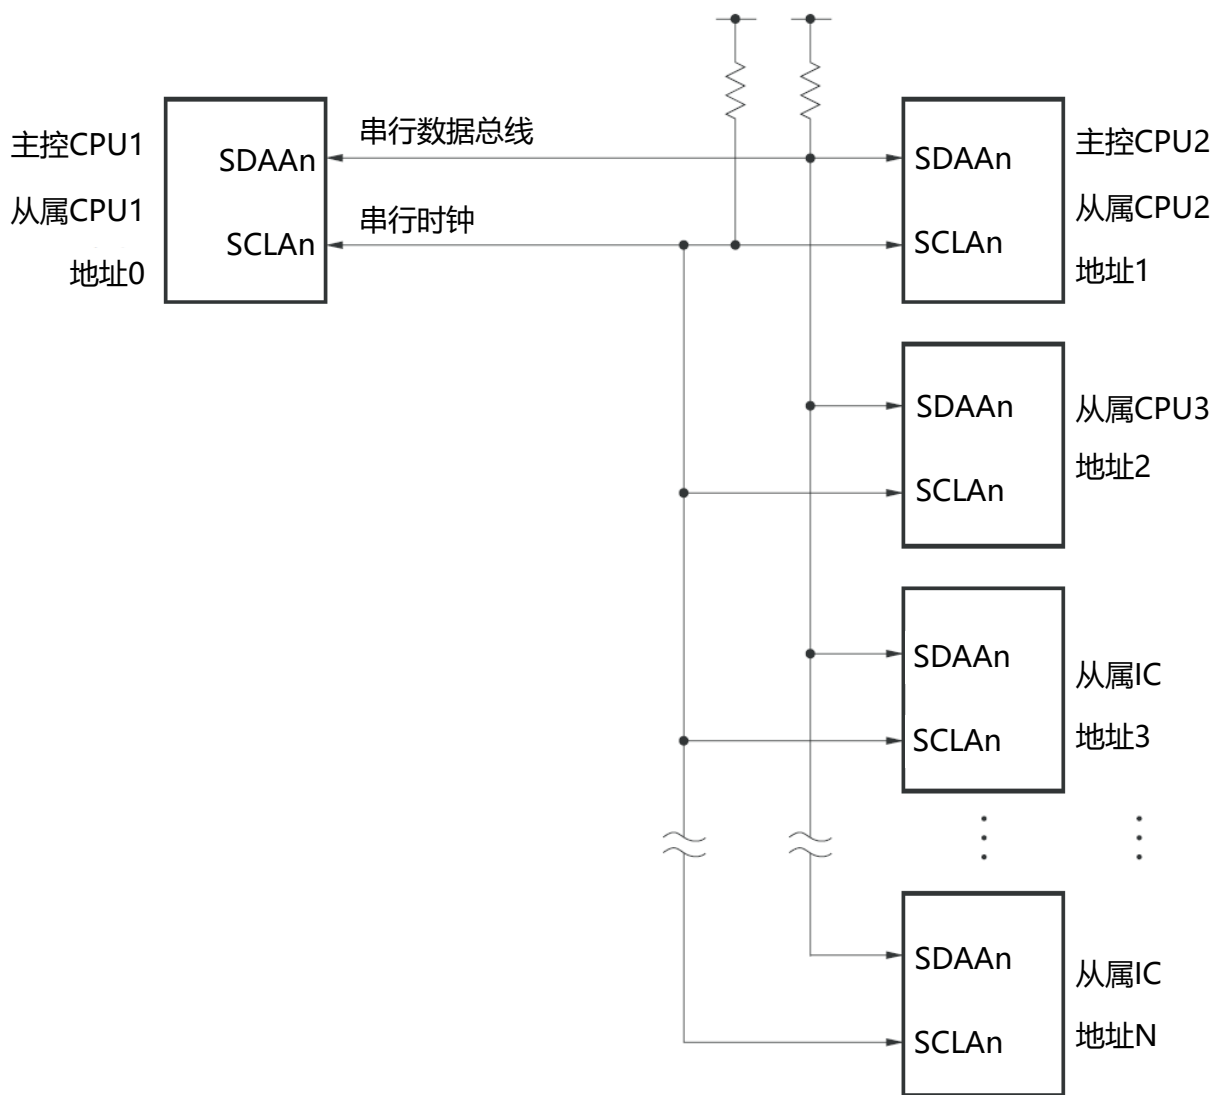 主控CPU1
从属CPU1
地址0
SDAAn
SCLAn
串行数据总线
串行时钟
SDAAn
SCLAn
主控CPU2
从属CPU2
地址1
SDAAn
SCLAn
从属CPU3
地址2
SDAAn
SCLAn
从属IC
地址3
SDAAn
SCLAn
从属IC
地址N